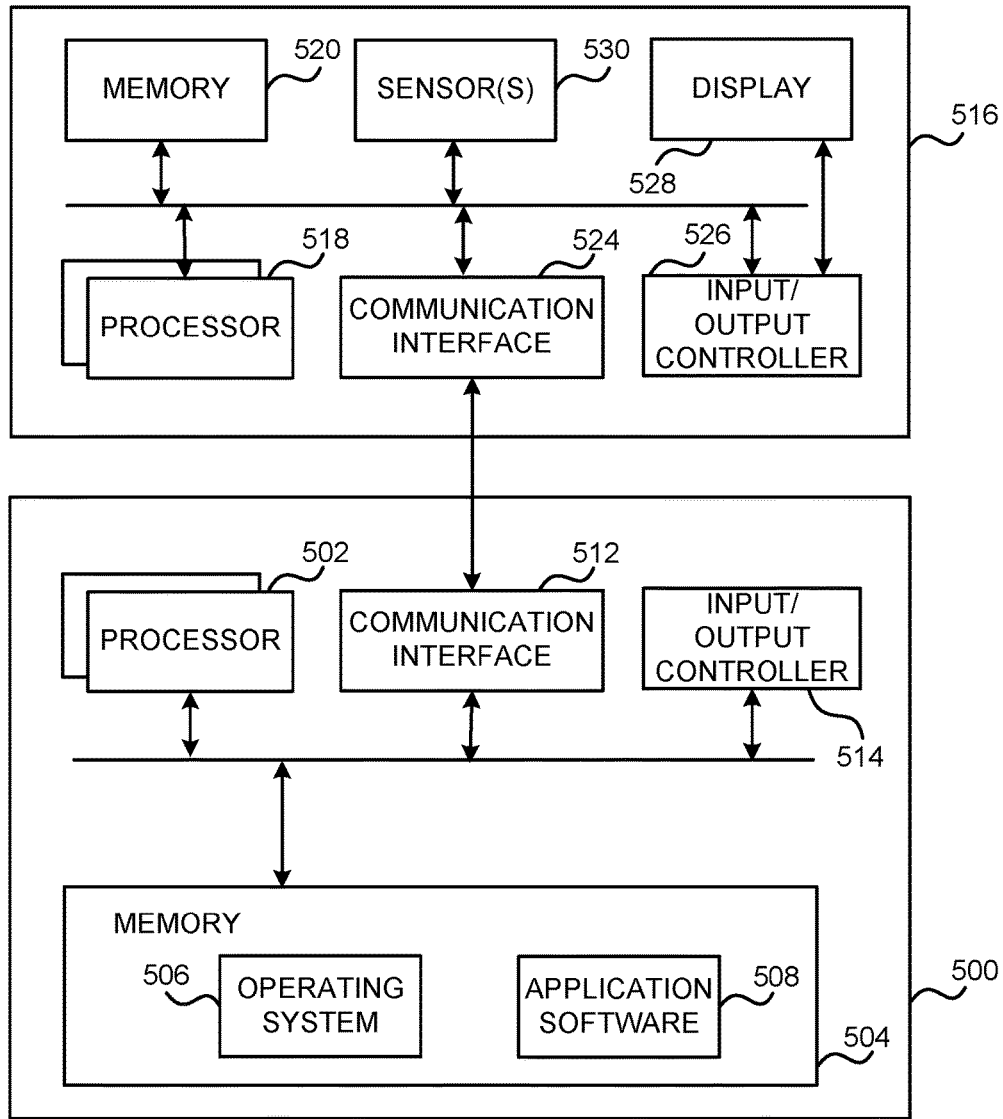 520
530
MEMORY
SENSOR(S)
DISPLAY
516
528
518
524
526
PROCESSOR
COMMUNICATION
INTERFACE
INPUT/
OUTPUT
CONTROLLER
502
512
PROCESSOR
COMMUNICATION
INTERFACE
INPUT/
OUTPUT
CONTROLLER
514
MEMORY
506
OPERATING
SYSTEM
APPLICATION
SOFTWARE
508
500
504